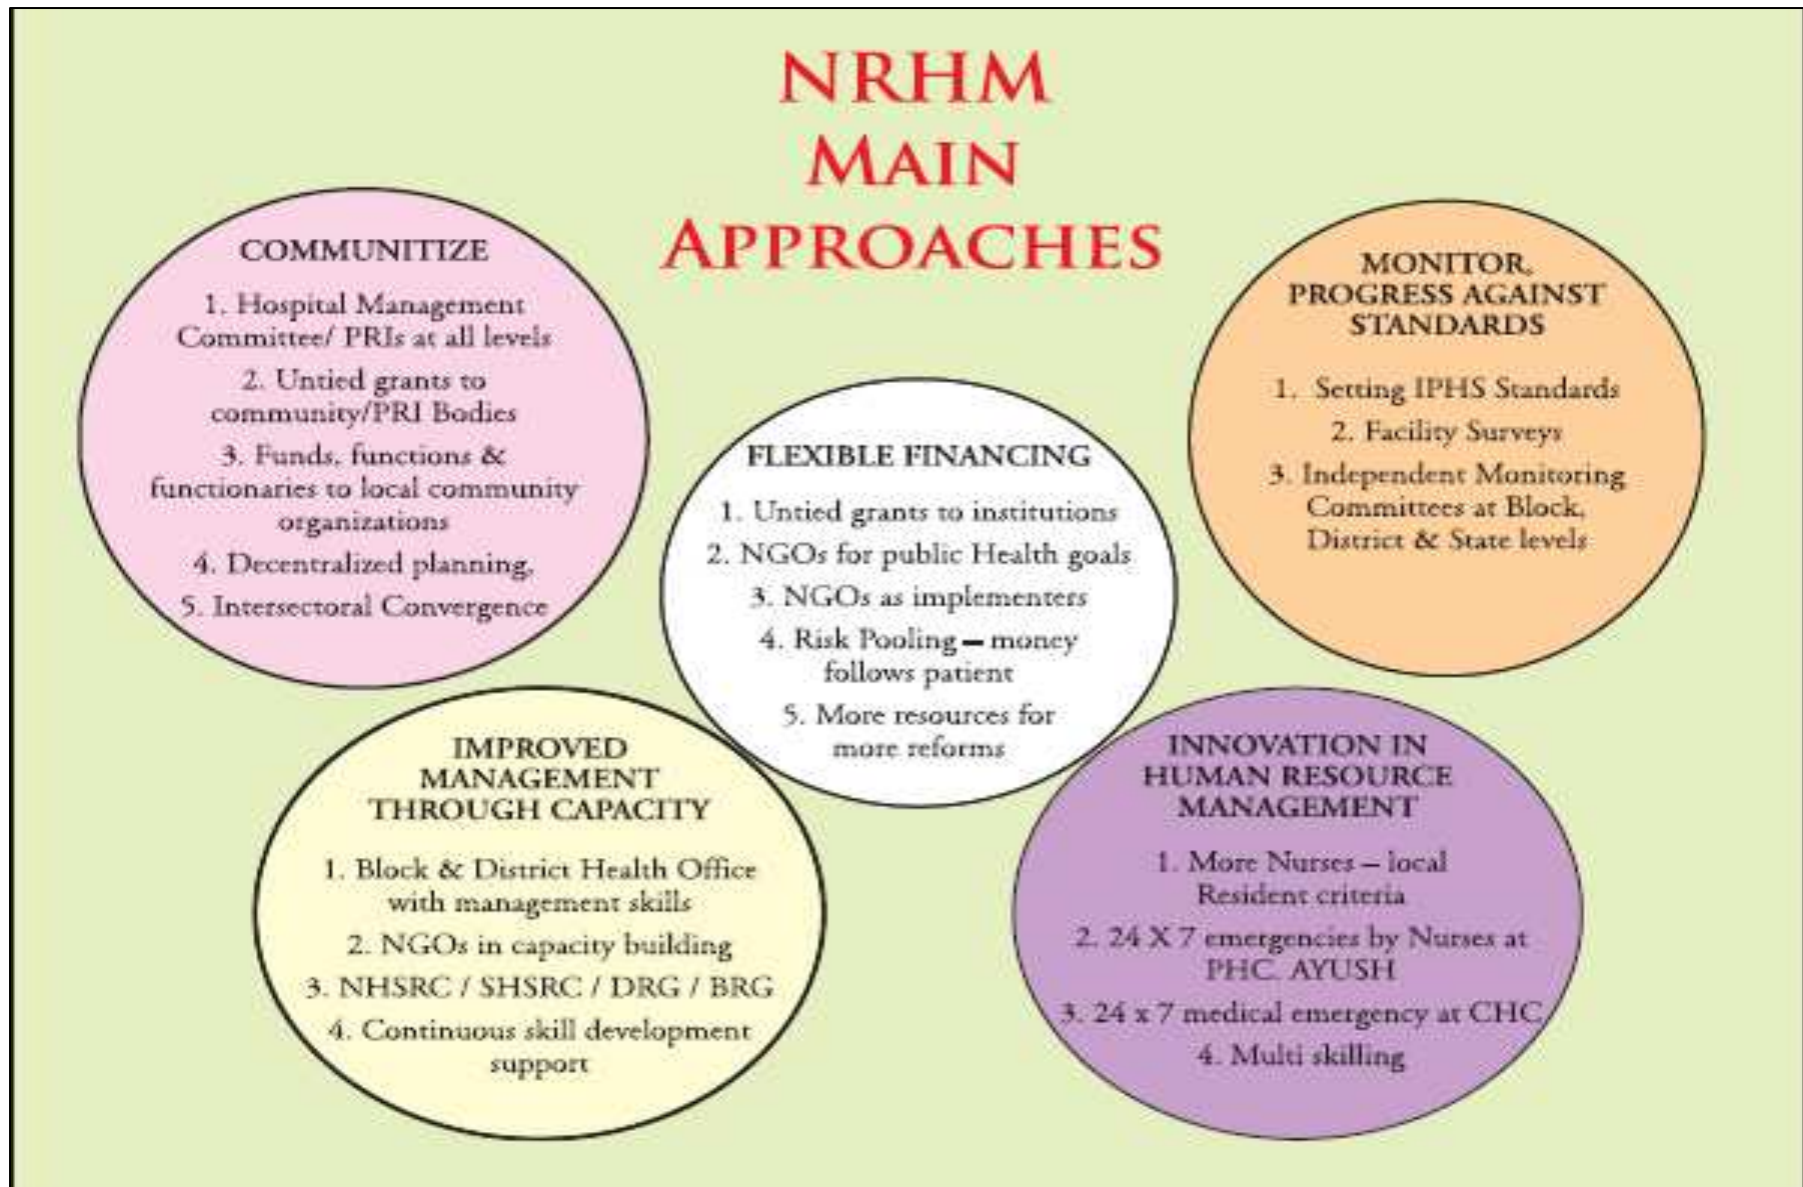 NRHM
MAIN
APPROACHES
COMMUNITIZE
1. Hospital Management
Committee/ PRIs at all levels
2. Untied grants to
community/PRI Bodies
3. Funds, functions &
functionaries to local community
organizations
4. Decentralized planning,
5. Intersectoral Convergence
FLEXIBLE FINANCING
1. Untied grants to institutions
2. NGOs for public Health goals
3. NGOs as implementers
4. Risk Pooling – money
follows patient
5. More resources for
more reforms
MONITOR,
PROGRESS AGAINST
STANDARDS
1. Setting IPHS Standards
2. Facility Surveys
3. Independent Monitoring
Committees at Block,
District & State levels
IMPROVED
MANAGEMENT
THROUGH CAPACITY
1. Block & District Health Office
with management skills
2. NGOs in capacity building
3. NHSRC / SHSRC / DRG / BRG
4. Continuous skill development
support
INNOVATION IN
HUMAN RESOURCE
MANAGEMENT
1. More Nurses – local
Resident criteria
2. 24 X 7 emergencies by Nurses at
PHC. AYUSH
3. 24 x 7 medical emergency at CHC
4. Multi skilling